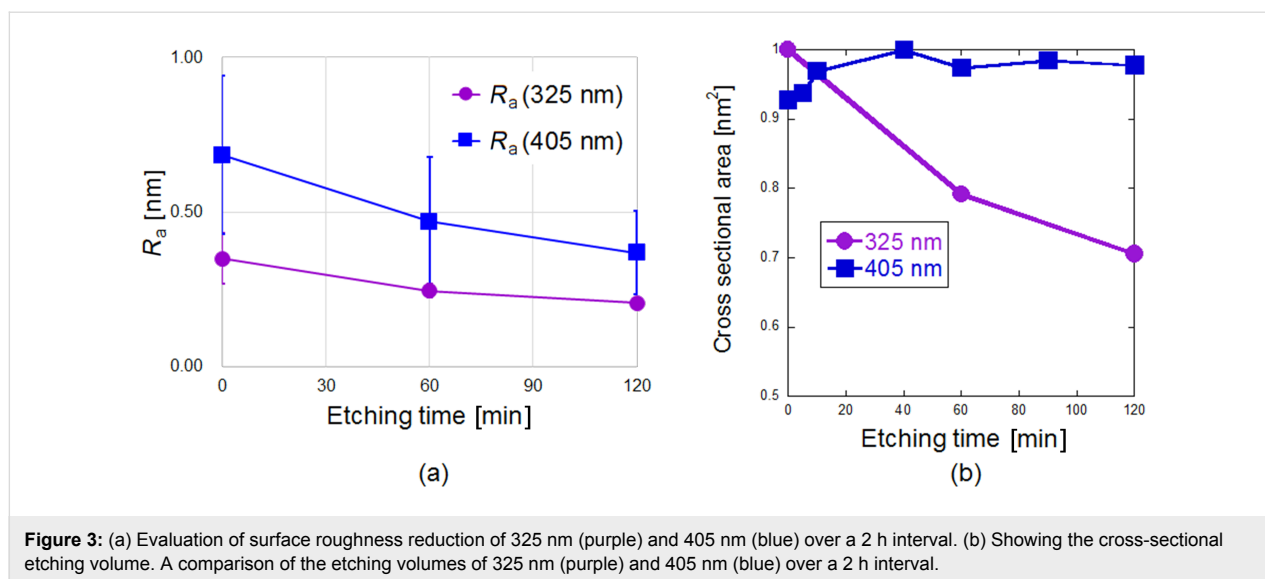 1.00
0.50
0.00
R_a [nm]
R_a (325 nm)
R_a (405 nm)
0 30 60 90 120
Etching time [min]
(a)
1
0.9
0.8
0.7
0.6
0.5
Cross sectional area [nm²]
325 nm
405 nm
0 20 40 60 80 100 120
Etching time [min]
(b)
Figure 3: (a) Evaluation of surface roughness reduction of 325 nm (purple) and 405 nm (blue) over a 2 h interval. (b) Showing the cross-sectional
etching volume. A comparison of the etching volumes of 325 nm (purple) and 405 nm (blue) over a 2 h interval.